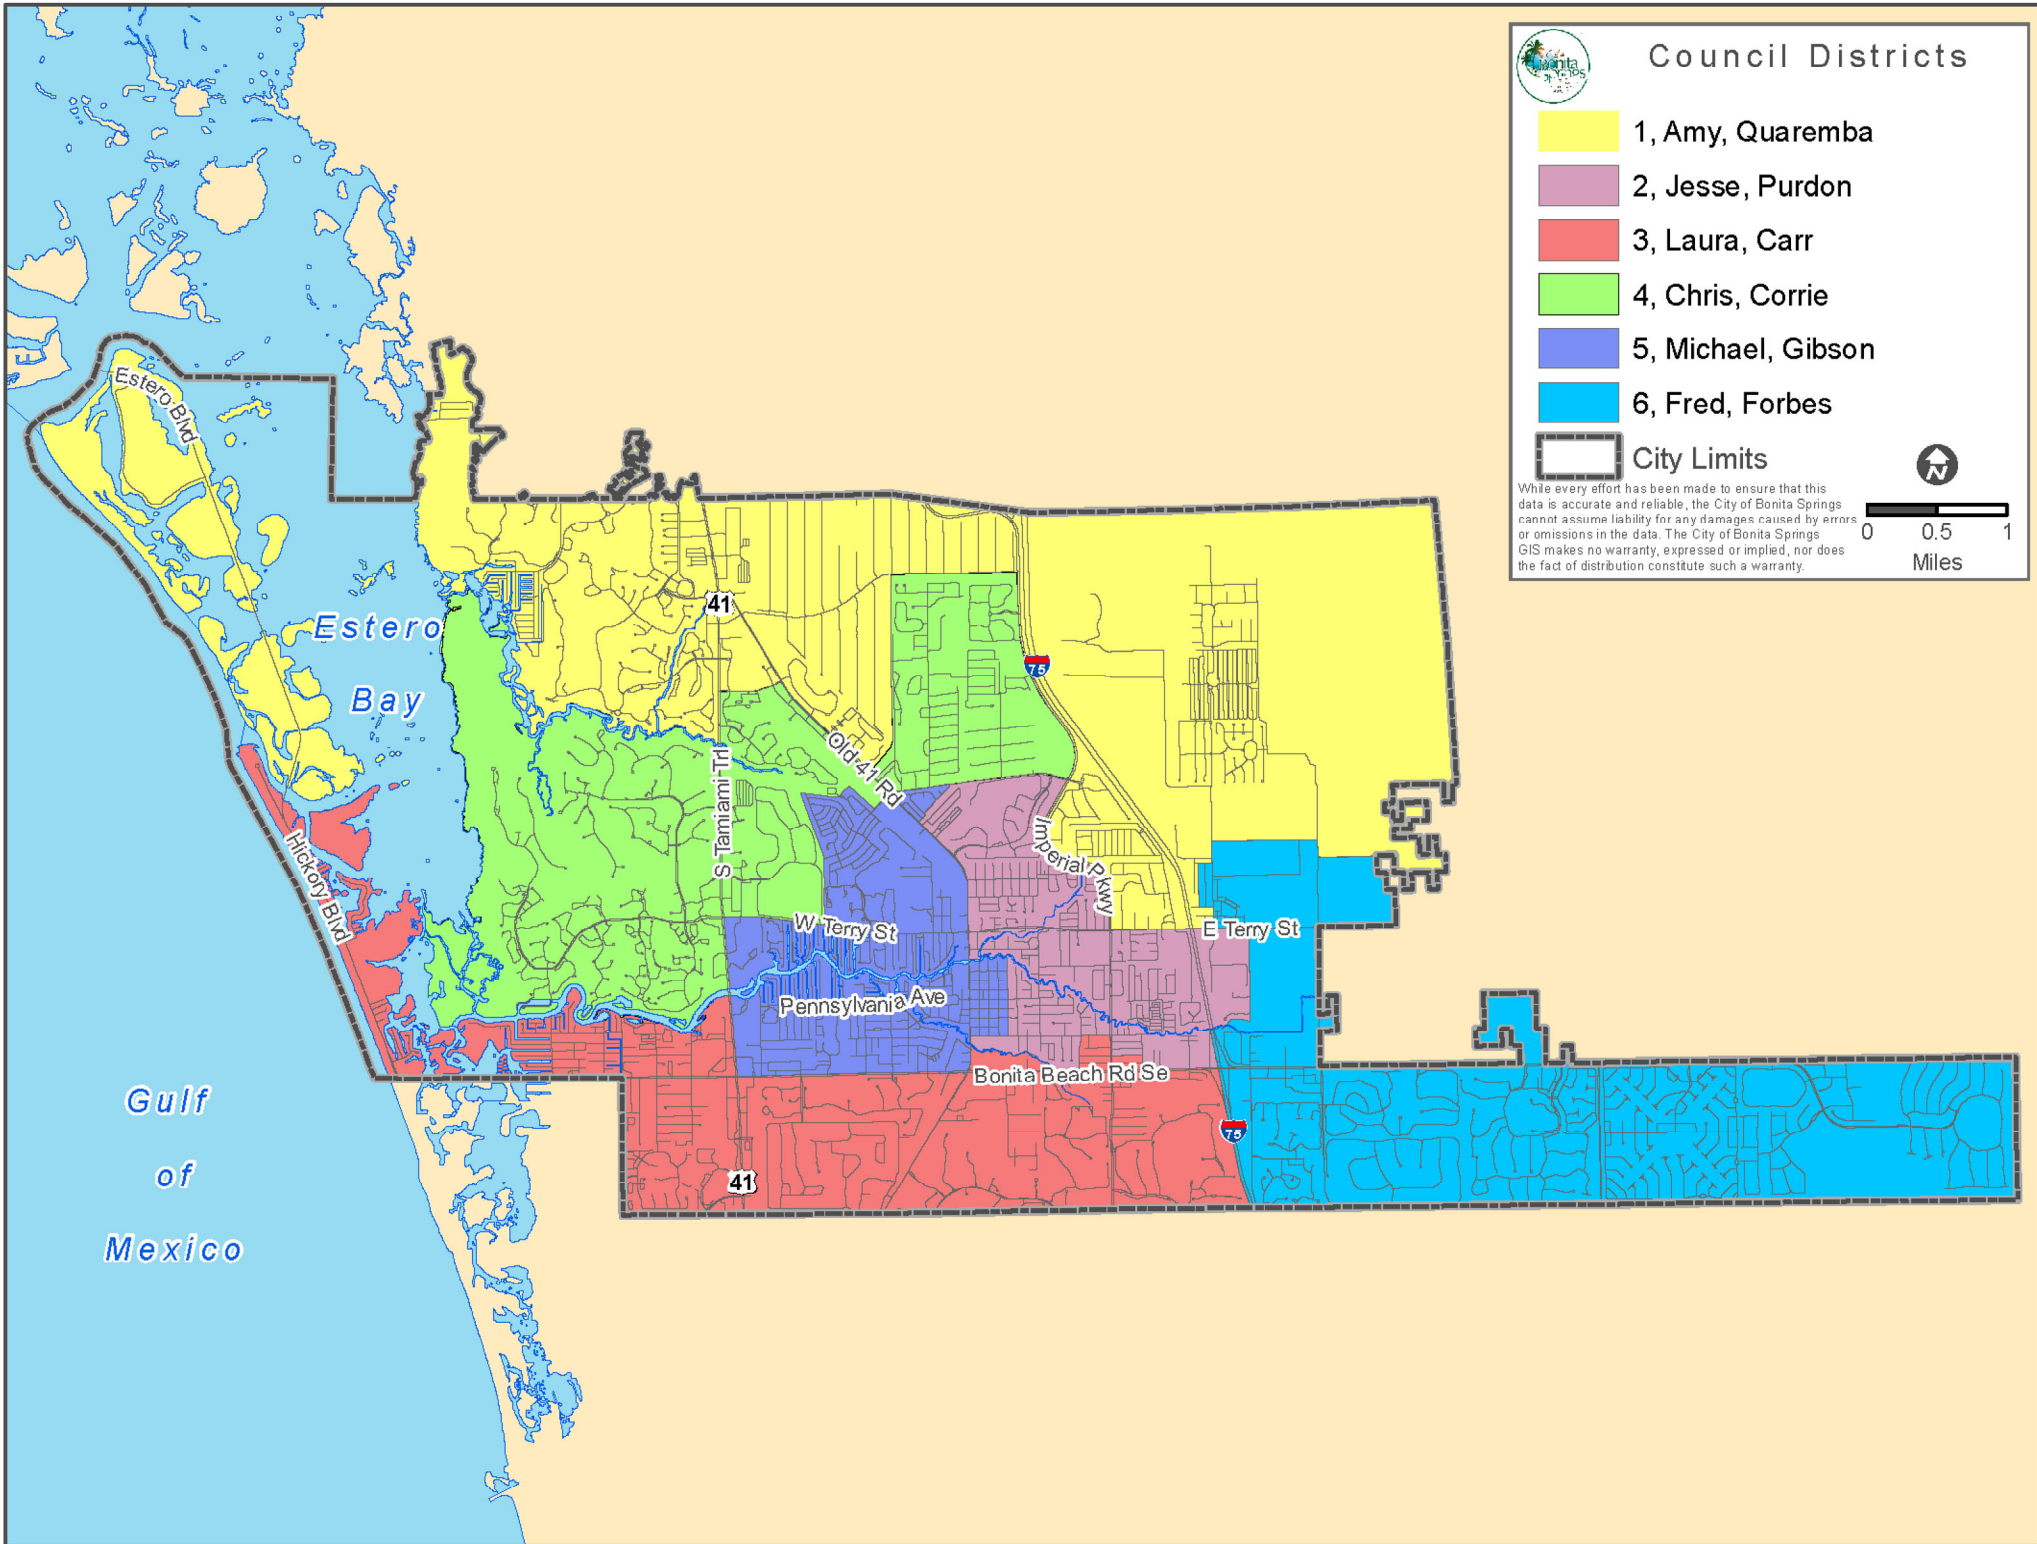 Council Districts
Bonita
Springs
1, Amy, Quaremba
2, Jesse, Purdon
3, Laura, Carr
4, Chris, Corrie
5, Michael, Gibson
6, Fred, Forbes
City Limits
N
While every effort has been made to ensure that this
data is accurate and reliable, the City of Bonita Springs
cannot assume liability for any damages caused by errors
or omissions in the data. The City of Bonita Springs
GIS makes no warranty, expressed or implied, nor does
the fact of distribution constitute such a warranty.
0 0.5 1
Miles
Estero Blvd
41
Estero
Bay
75
Old 41 Rd
S Tamiami Trl
Imperial Pkwy
Hickory Blvd
W Terry St
E Terry St
Pennsylvania Ave
Bonita Beach Rd Se
75
41
Gulf
of
Mexico